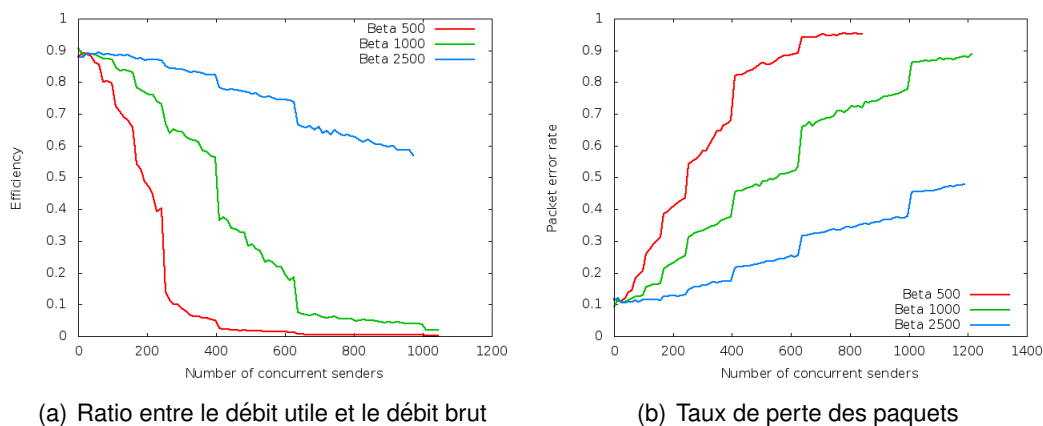 1
0.9
0.8
0.7
0.6
0.5
0.4
0.3
0.2
0.1
0
Efficiency
Beta 500
Beta 1000
Beta 2500
0 200 400 600 800 1000 1200
Number of concurrent senders
(a) Ratio entre le débit utile et le débit brut
1
0.9
0.8
0.7
0.6
0.5
0.4
0.3
0.2
0.1
0
Packet error rate
Beta 500
Beta 1000
Beta 2500
0 200 400 600 800 1000 1200 1400
Number of concurrent senders
(b) Taux de perte des paquets